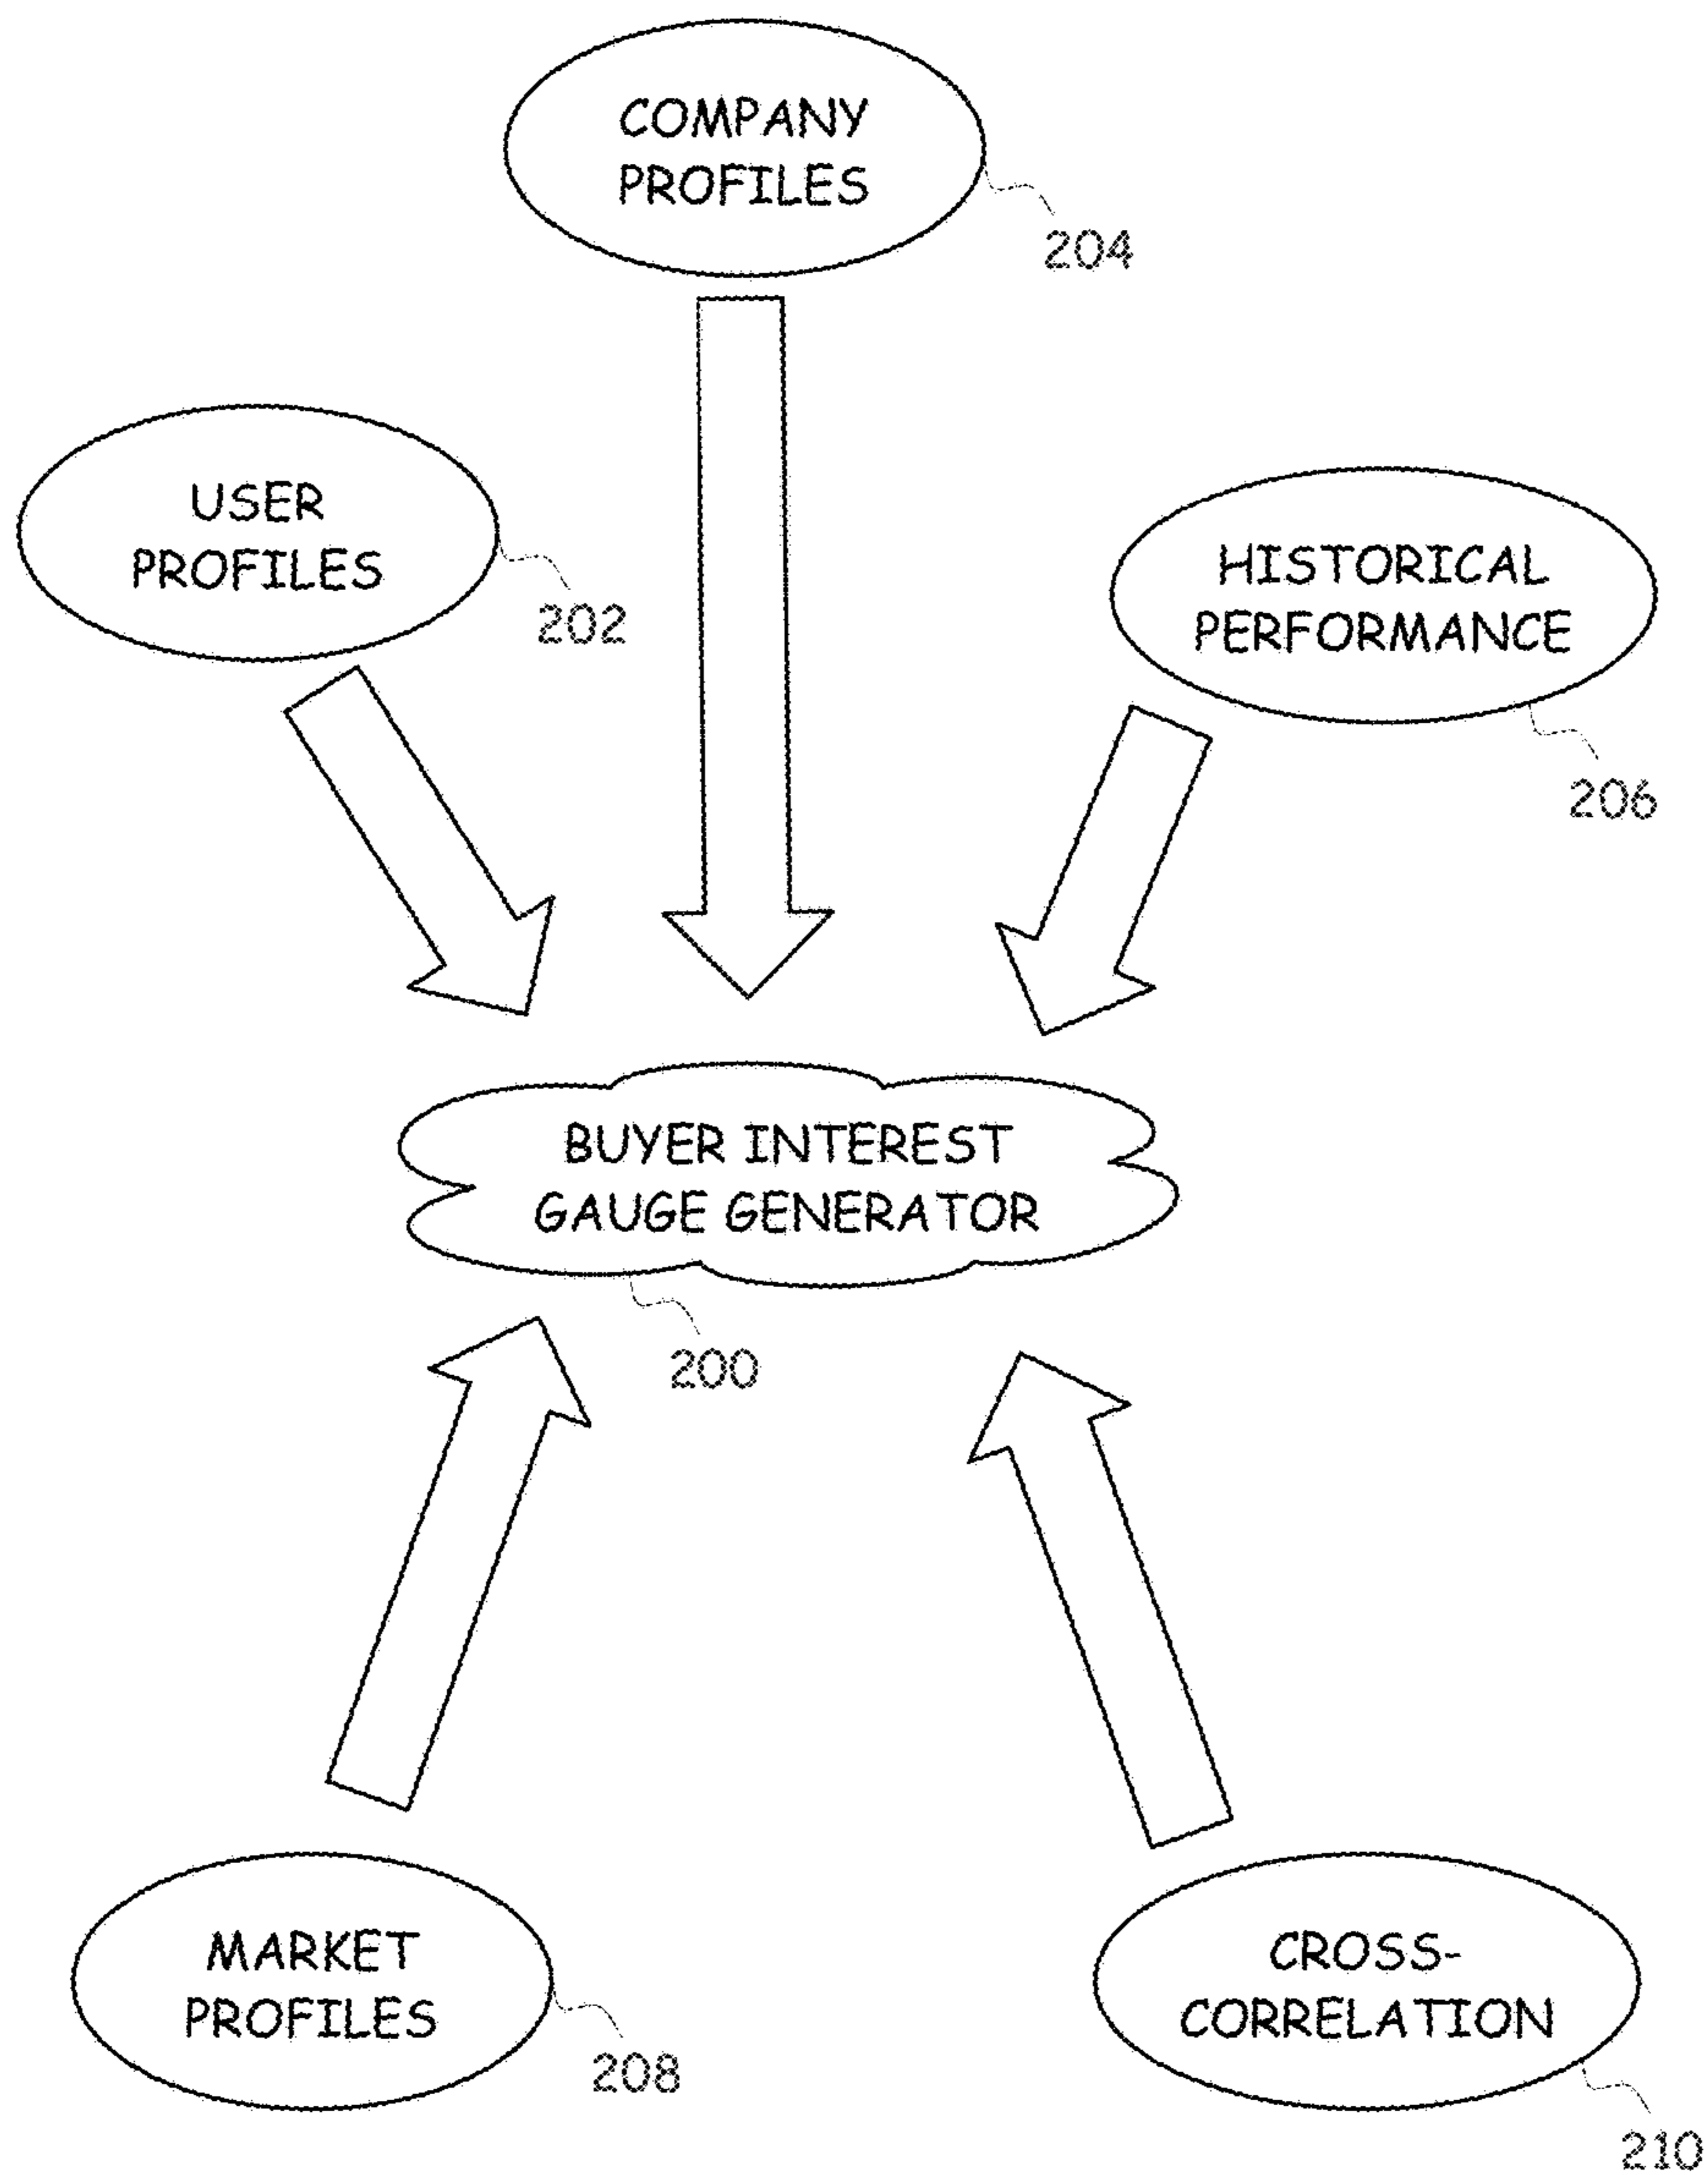 COMPANY
PROFILES
204
USER
PROFILES
202
HISTORICAL
PERFORMANCE
206
BUYER INTEREST
GAUGE GENERATOR
200
MARKET
PROFILES
208
CROSS-
CORRELATION
210